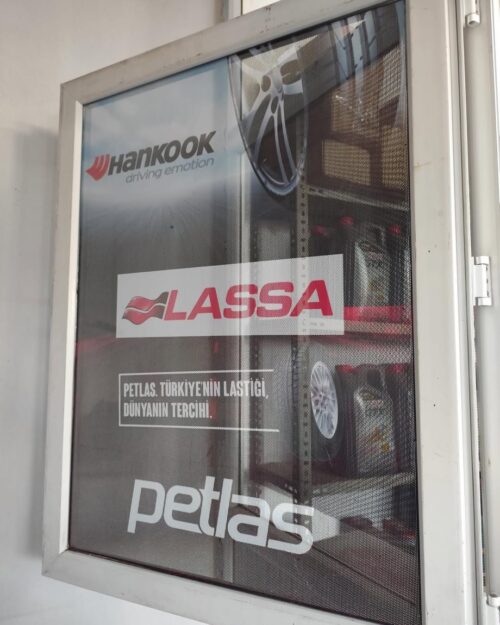 HANKOOK
driving emotion
LASSA
PETLAS. TÜRKİYE'NİN LASTİĞİ,
DÜNYANIN TERCİHİ.
petlas